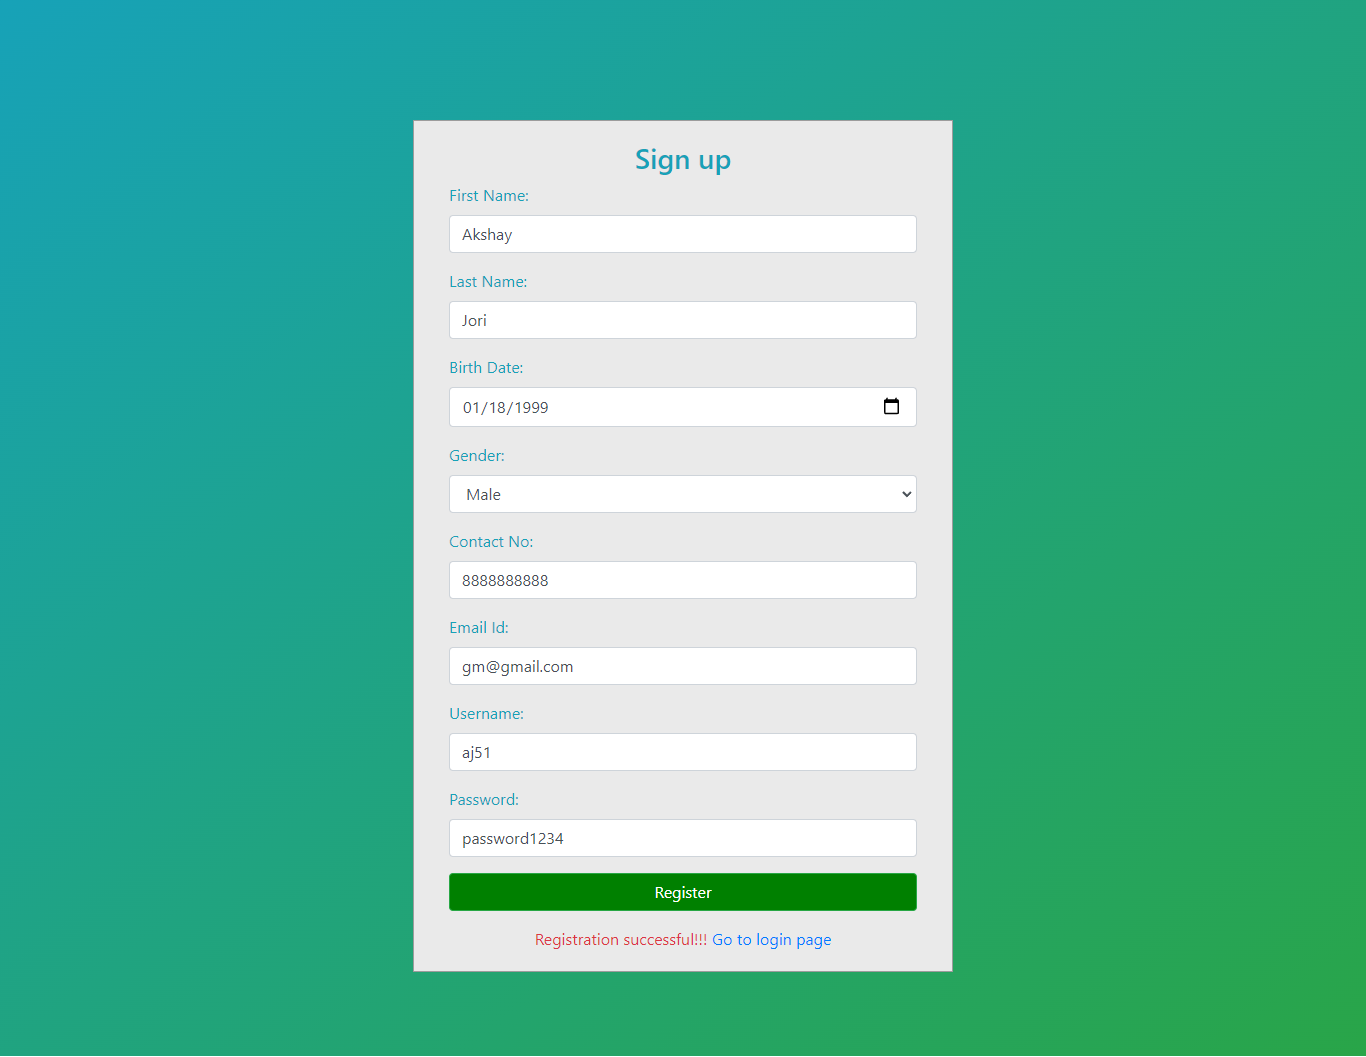 Sign up
First Name:
Akshay
Last Name:
Jori
Birth Date:
01/18/1999
Gender:
Male
Contact No:
8888888888
Email Id:
gm@gmail.com
Username:
aj51
Password:
password1234
Register
Registration successful!!! Go to login page